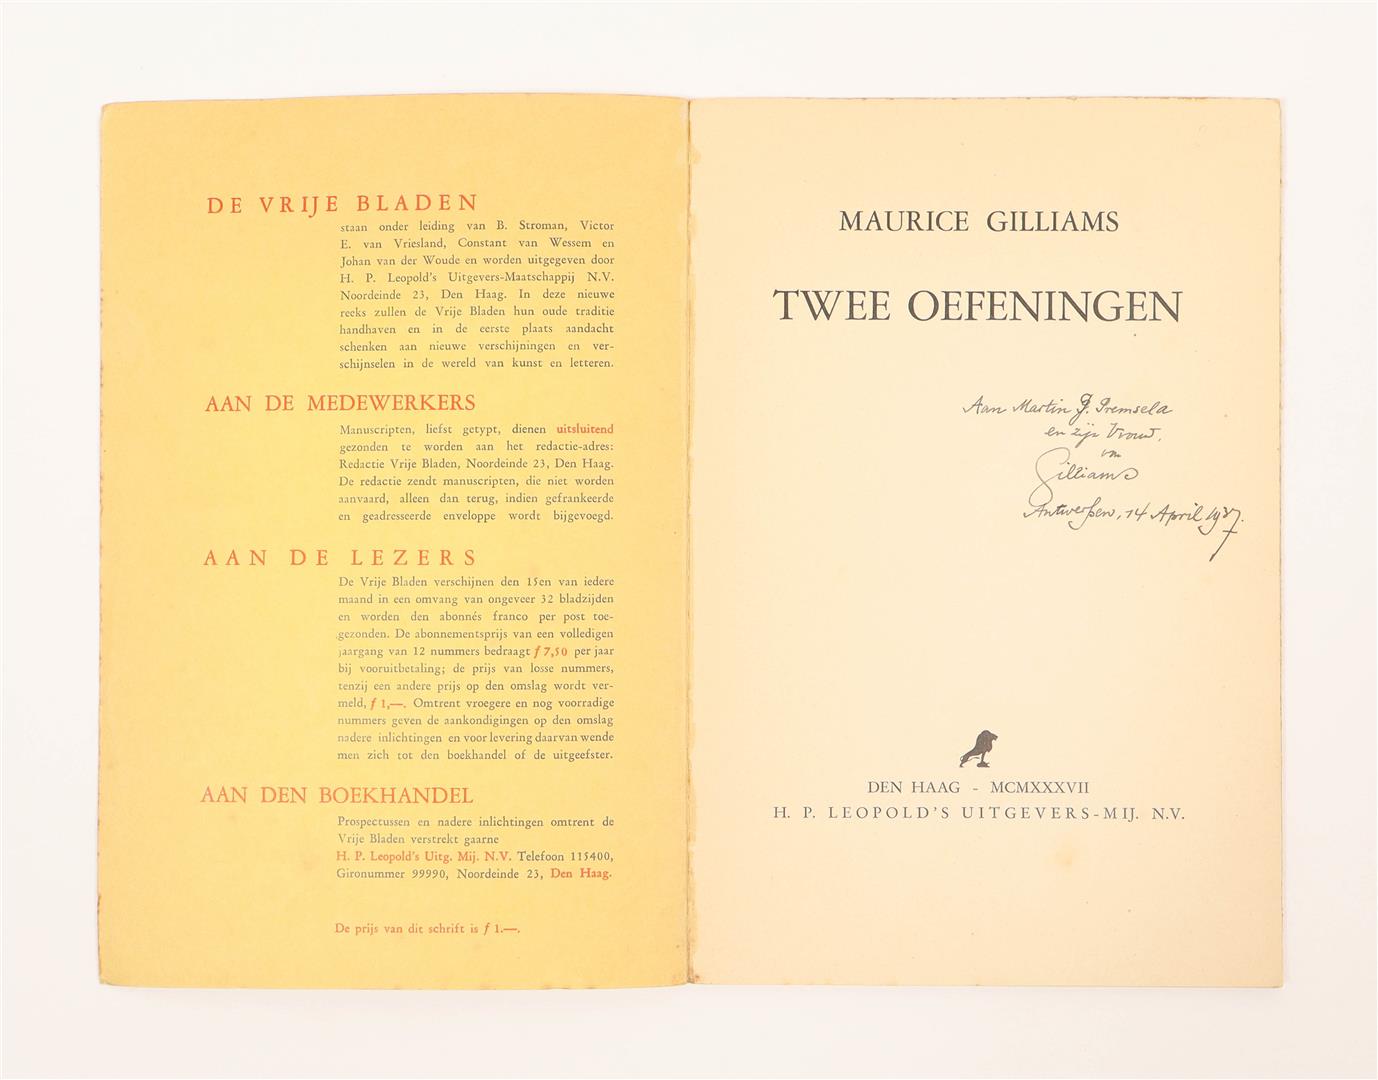 DE VRIJE BLADEN
staan onder leiding van B. Stroman, Victor
E. van Vriesland, Constant van Wessem en
Johan van der Woude en worden uitgegeven door
H. P. Leopold's Uitgevers-Maatschappij N.V.
Noordeinde 23, Den Haag. In deze nieuwe
reeks zullen de Vrije Bladen hun oude traditie
handhaven en in de eerste plaats aandacht
schenken aan nieuwe verschijningen en ver-
schijnselen in de wereld van kunst en letteren.
AAN DE MEDEWERKERS
Manuscripten, liefst getypt, dienen uitsluitend
gezonden te worden aan het redactie-adres:
Redactie Vrije Bladen, Noordeinde 23, Den Haag.
De redactie zendt manuscripten, die niet worden
aanvaard, alleen dan terug, indien gefrankeerde
en geadresseerde enveloppe wordt bijgevoegd.
AAN DE LEZERS
De Vrije Bladen verschijnen den 15en van iedere
maand in een omvang van ongeveer 32 bladzijden
en worden den abonnés franco per post toe-
gezonden. De abonnementsprijs van een volledigen
jaargang van 12 nummers bedraagt f 7,50 per jaar
bij vooruitbetaling; de prijs van losse nummers,
tenzij een andere prijs op den omslag wordt ver-
meld, f 1,—. Omtrent vroegere en nog voorradige
nummers geven de aankondigingen op den omslag
nadere inlichtingen en voor levering daarvan wende
men zich tot den boekhandel of de uitgeefster.
AAN DEN BOEKHANDEL
Prospectussen en nadere inlichtingen omtrent de
Vrije Bladen verstrekt gaarne
H. P. Leopold's Uitg. Mij. N.V. Telefoon 115400,
Gironummer 99990, Noordeinde 23, Den Haag.
De prijs van dit schrift is f 1.—.
MAURICE GILLIAMS
TWEE OEFENINGEN
Aan Martin J. Premsela
en zijn Vrouw.
van
Gilliams
Antwerpen, 14 April 1937.
DEN HAAG - MCMXXXVII
H. P. LEOPOLD'S UITGEVERS-MIJ. N.V.